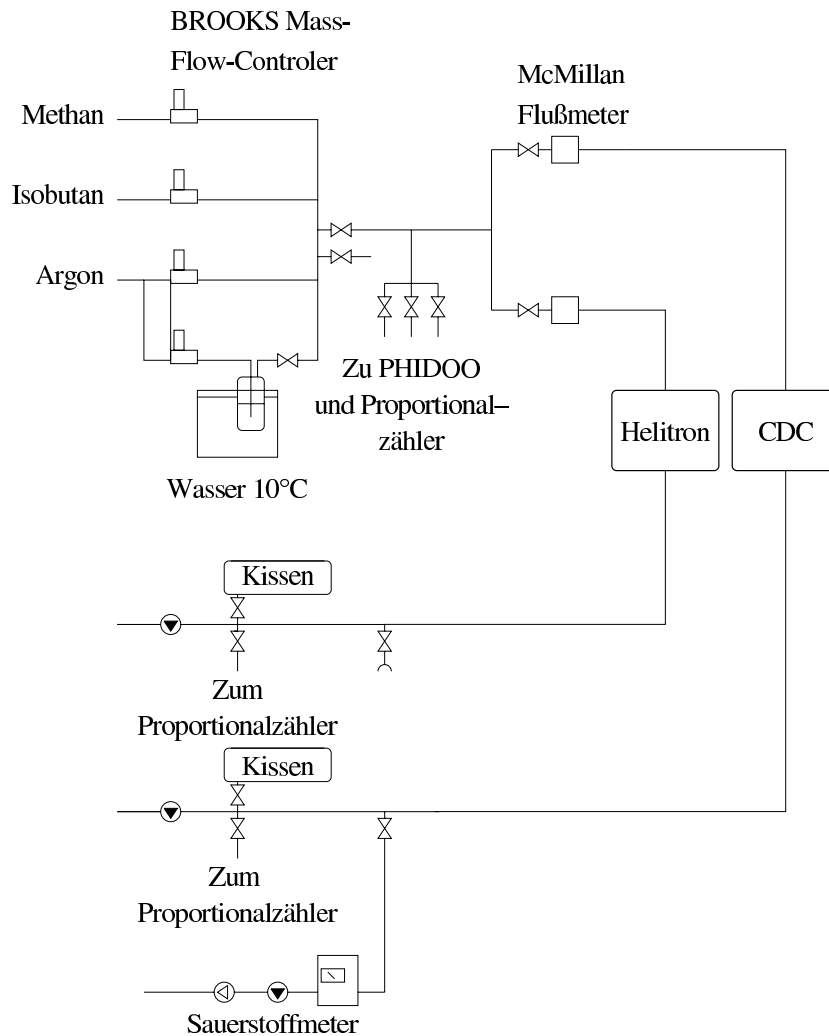 BROOKS Mass-
Flow-Controler
McMillan
Flußmeter
Methan
Isobutan
Argon
Zu PHIDOO
und Proportional–
zähler
Helitron
CDC
Wasser 10°C
Kissen
Zum
Proportionalzähler
Kissen
Zum
Proportionalzähler
Sauerstoffmeter